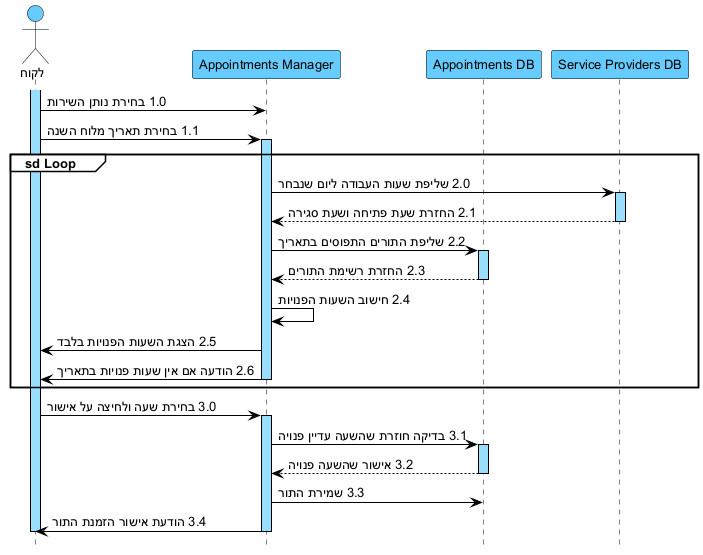 לקוח
Appointments Manager
Appointments DB
Service Providers DB
1.0 בחירת נותן השירות
1.1 בחירת תאריך מלוח השנה
sd Loop
2.0 שליפת שעות העבודה ליום שנבחר
2.1 החזרת שעת פתיחה ושעת סגירה
2.2 שליפת התורים התפוסים בתאריך
2.3 החזרת רשימת התורים
2.4 חישוב השעות הפנויות
2.5 הצגת השעות הפנויות בלבד
2.6 הודעה אם אין שעות פנויות בתאריך
3.0 בחירת שעה ולחיצה על אישור
3.1 בדיקה חוזרת שהשעה עדיין פנויה
3.2 אישור שהשעה פנויה
3.3 שמירת התור
3.4 הודעת אישור הזמנת התור